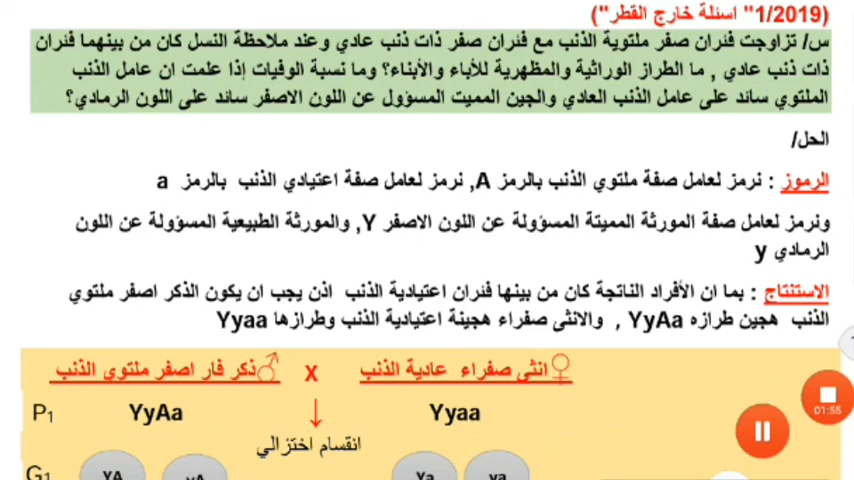 (1/2019" اسئلة خارج القطر")
س/ تزاوجت فئران صفر ملتوية الذنب مع فئران صفر ذات ذنب عادي وعند ملاحظة النسل كان من بينهما فئران
ذات ذنب عادي , ما الطراز الوراثية والمظهرية للأباء والأبناء؟ وما نسبة الوفيات إذا علمت ان عامل الذنب
الملتوي سائد على عامل الذنب العادي والجين المميت المسؤول عن اللون الاصفر سائد على اللون الرمادي؟
الحل/
الرموز : نرمز لعامل صفة ملتوي الذنب بالرمز A, نرمز لعامل صفة اعتيادي الذنب بالرمز a
ونرمز لعامل صفة المورثة المميتة المسؤولة عن اللون الاصفر Y, والمورثة الطبيعية المسؤولة عن اللون
الرمادي y
الاستنتاج : بما ان الأفراد الناتجة كان من بينها فئران اعتيادية الذنب اذن يجب ان يكون الذكر اصفر ملتوي
الذنب هجين طرازه YyAa , والانثى صفراء هجينة اعتيادية الذنب وطرازها Yyaa
♀انثى صفراء عادية الذنب X ♂ذكر فار اصفر ملتوي الذنب
P1 YyAa Yyaa
انقسام اختزالي
G1 YA yA Ya ya
01:55